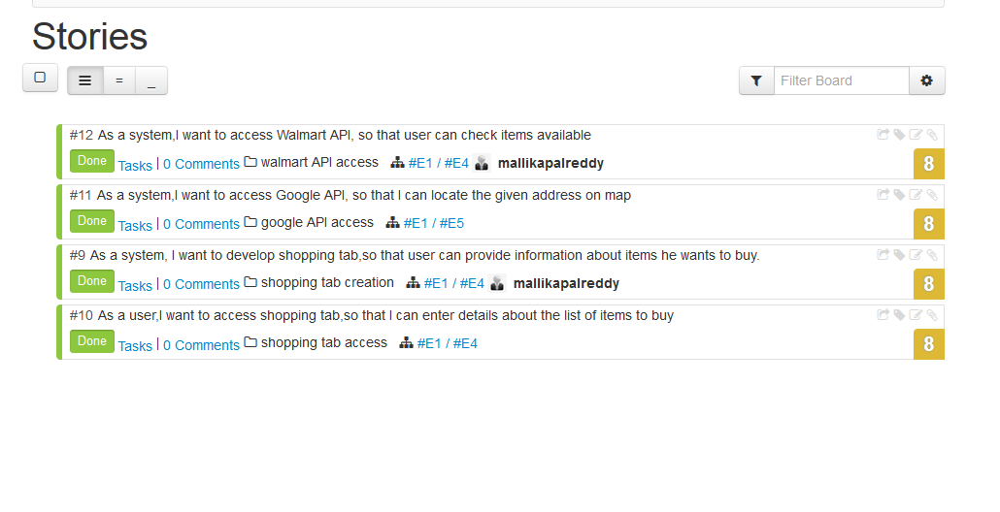 Stories
= _ Filter Board
#12 As a system,I want to access Walmart API, so that user can check items available
Done Tasks | 0 Comments walmart API access #E1 / #E4 mallikapalreddy 8
#11 As a system,I want to access Google API, so that I can locate the given address on map
Done Tasks | 0 Comments google API access #E1 / #E5 8
#9 As a system, I want to develop shopping tab,so that user can provide information about items he wants to buy.
Done Tasks | 0 Comments shopping tab creation #E1 / #E4 mallikapalreddy 8
#10 As a user,I want to access shopping tab,so that I can enter details about the list of items to buy
Done Tasks | 0 Comments shopping tab access #E1 / #E4 8